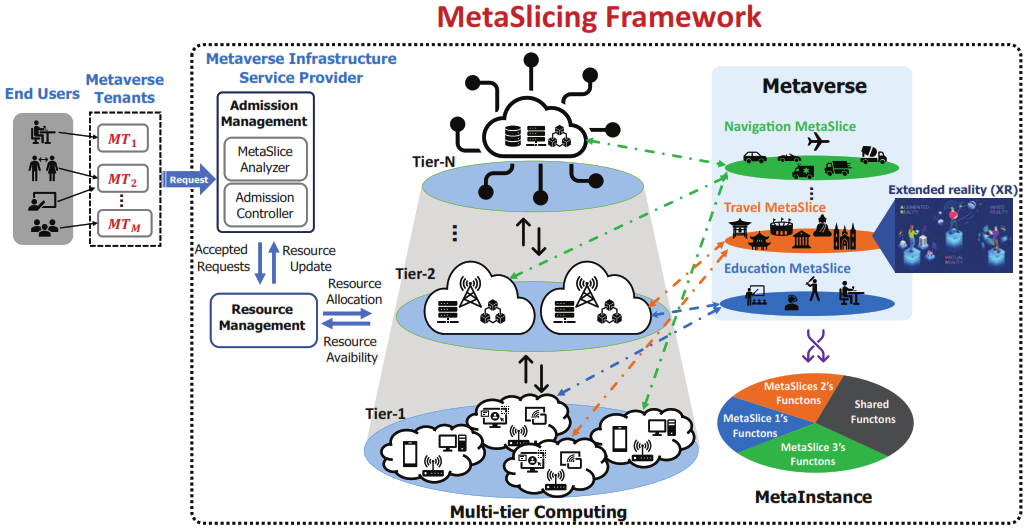 MetaSlicing Framework
End Users
Metaverse
Tenants
MT1
MT2
MTM
Request
Metaverse Infrastructure
Service Provider
Admission
Management
MetaSlice
Analyzer
Admission
Controller
Accepted
Requests
Resource
Update
Resource
Management
Resource
Allocation
Resource
Avaibility
Tier-N
Tier-2
Tier-1
Multi-tier Computing
Metaverse
Navigation MetaSlice
Travel MetaSlice
Education MetaSlice
Extended reality (XR)
AUGMENTED
REALITY
MIXED
REALITY
VIRTUAL
REALITY
MetaSlices 2's
Functons
Shared
Functons
MetaSlice 1's
Functons
MetaSlice 3's
Functons
MetaInstance